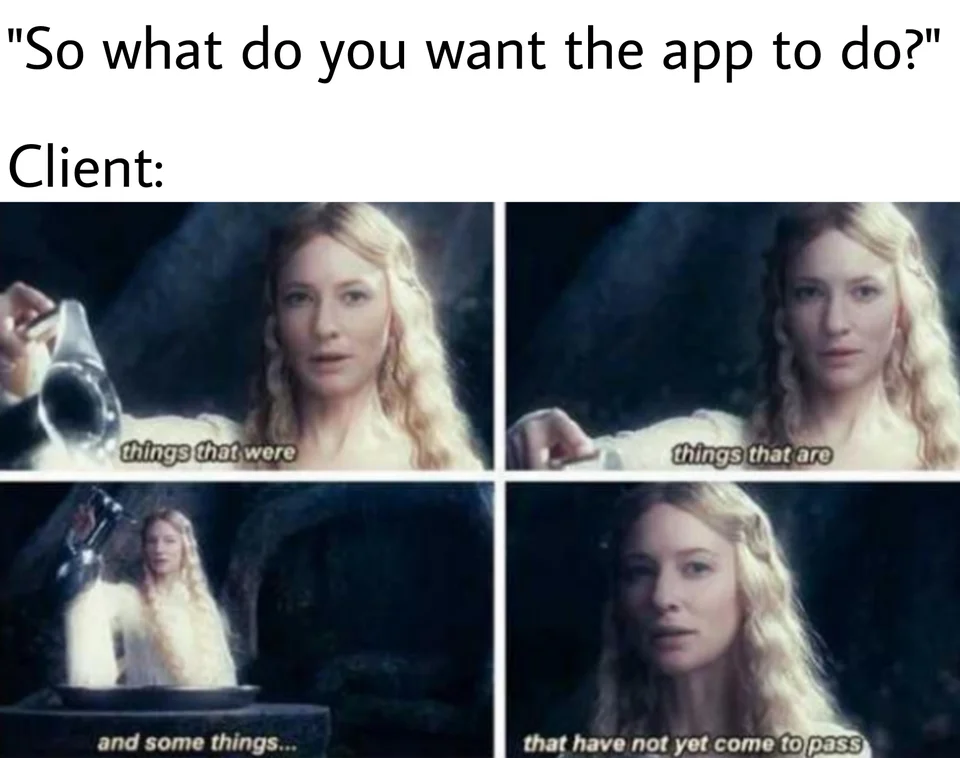 "So what do you want the app to do?"
Client:
things that were
things that are
and some things...
that have not yet come to pass